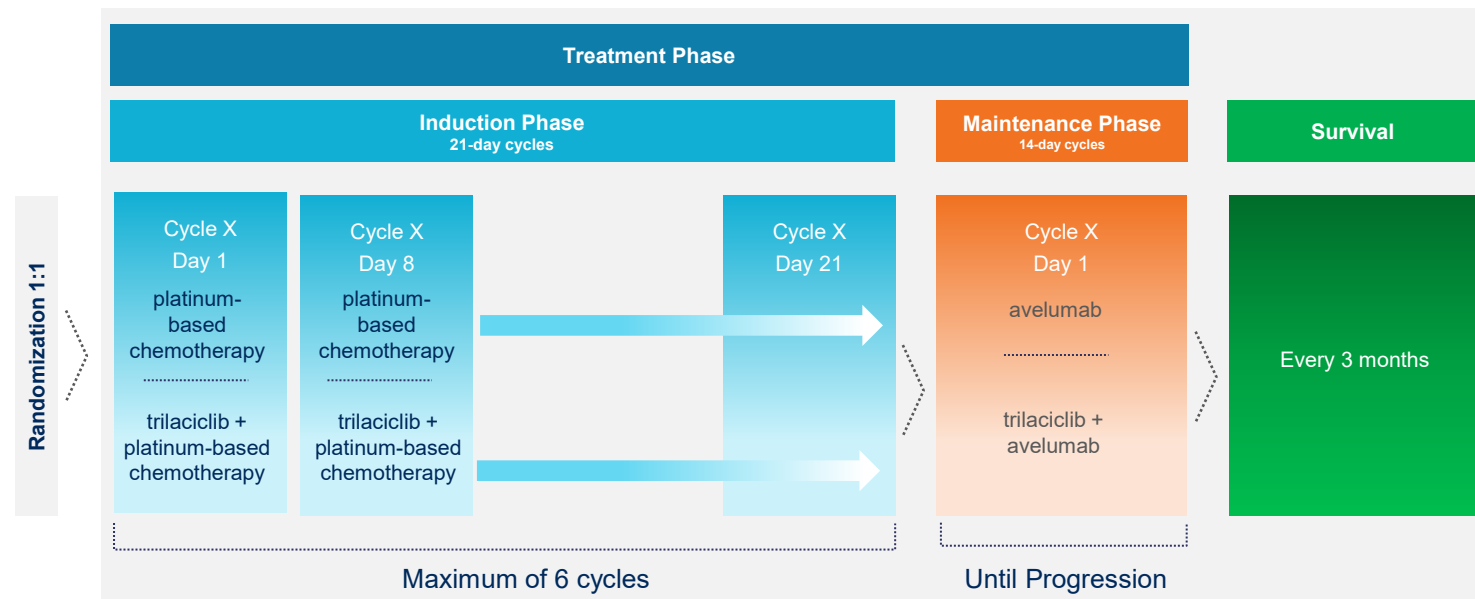 Treatment Phase
Induction Phase
21-day cycles
Maintenance Phase
14-day cycles
Survival
Randomization 1:1
Cycle X
Day 1
platinum-
based
chemotherapy
trilaciclib +
platinum-based
chemotherapy
Cycle X
Day 8
platinum-
based
chemotherapy
trilaciclib +
platinum-based
chemotherapy
Cycle X
Day 21
Cycle X
Day 1
avelumab
trilaciclib +
avelumab
Every 3 months
Maximum of 6 cycles
Until Progression